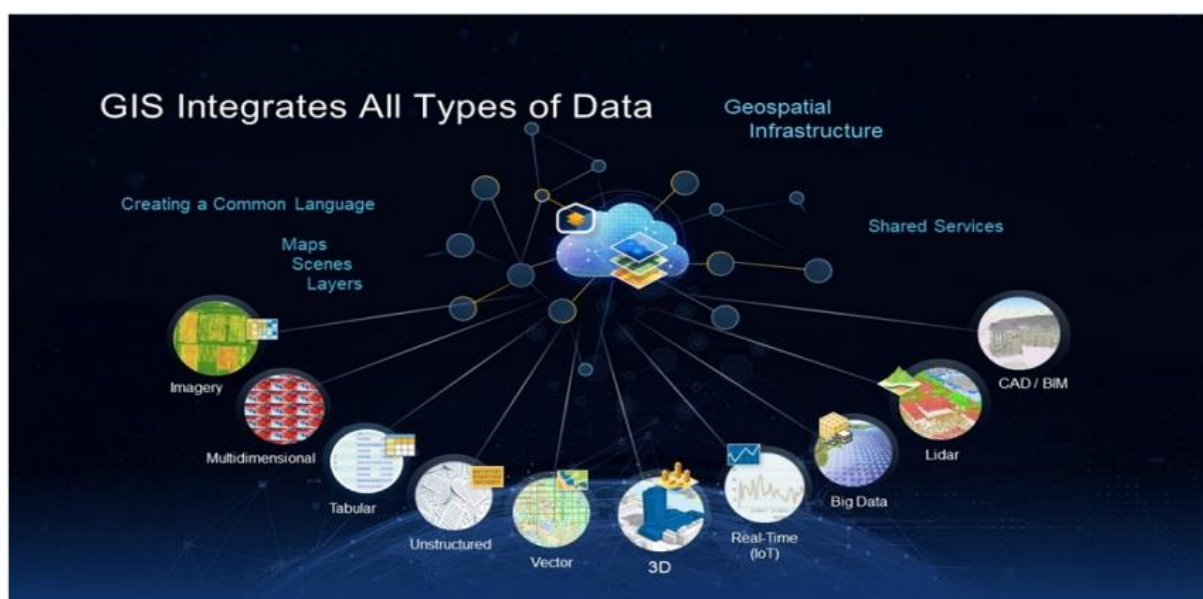 GIS Integrates All Types of Data
Geospatial
Infrastructure
Creating a Common Language
Maps
Scenes
Layers
Shared Services
Imagery
Multidimensional
Tabular
Unstructured
Vector
3D
Real-Time
(IoT)
Big Data
Lidar
CAD / BIM